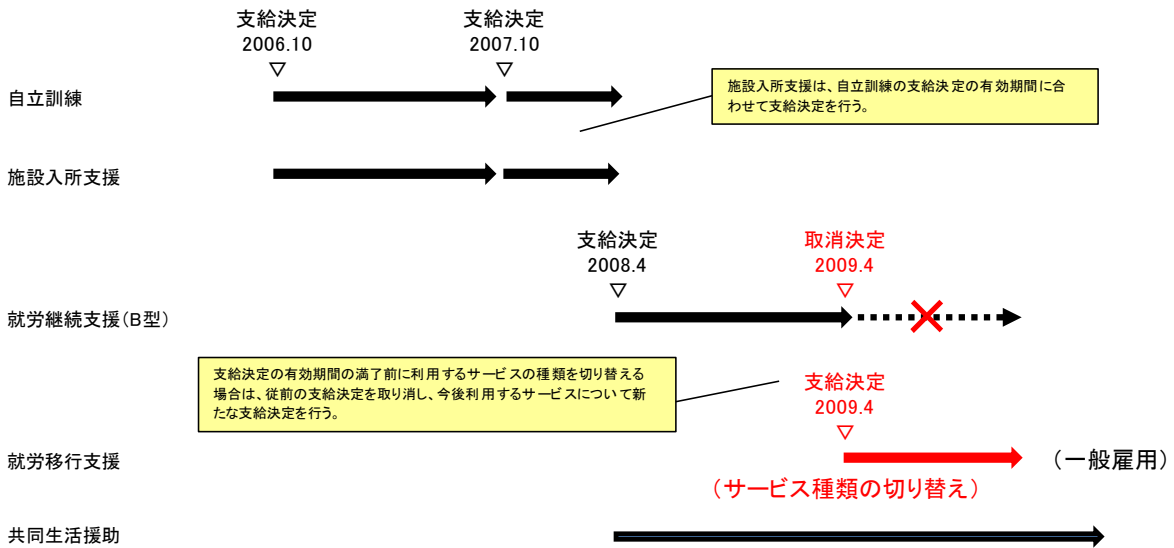 支給決定
2006.10
▽
支給決定
2007.10
▽
自立訓練
施設入所支援は、自立訓練の支給決定の有効期間に合
わせて支給決定を行う。
施設入所支援
支給決定
2008.4
▽
取消決定
2009.4
▽
就労継続支援(B型)
支給決定の有効期間の満了前に利用するサービスの種類を切り替える
場合は、従前の支給決定を取り消し、今後利用するサービスについて新
たな支給決定を行う。
支給決定
2009.4
▽
就労移行支援
(一般雇用)
(サービス種類の切り替え)
共同生活援助